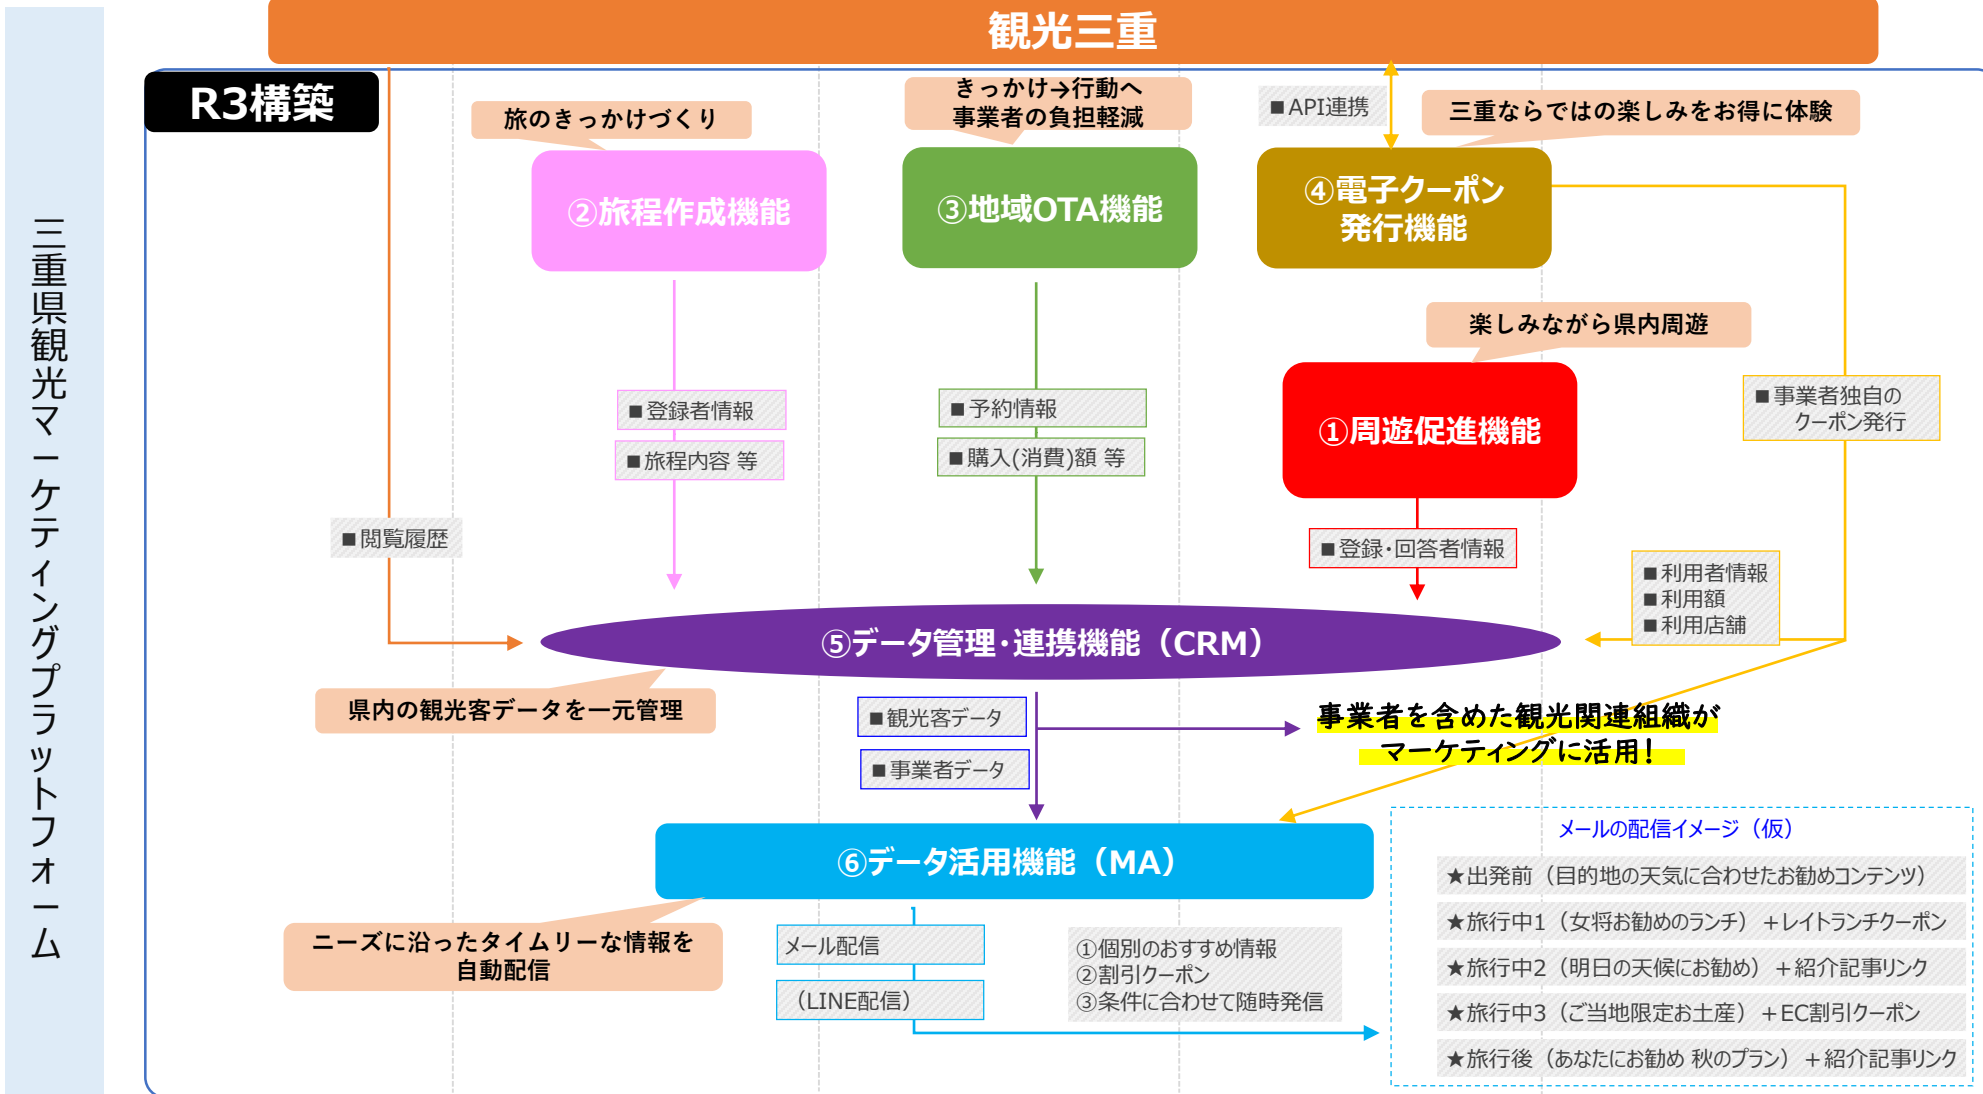 観光三重
三重県観光マーケティングプラットフォーム
R3構築
旅のきっかけづくり
きっかけ→行動へ
事業者の負担軽減
■API連携
三重ならではの楽しみをお得に体験
②旅程作成機能
③地域OTA機能
④電子クーポン
発行機能
楽しみながら県内周遊
■登録者情報
■旅程内容 等
■予約情報
■購入(消費)額 等
①周遊促進機能
■事業者独自の
クーポン発行
■閲覧履歴
■登録・回答者情報
■利用者情報
■利用額
■利用店舗
⑤データ管理・連携機能（CRM）
県内の観光客データを一元管理
■観光客データ
■事業者データ
事業者を含めた観光関連組織が
マーケティングに活用！
⑥データ活用機能（MA）
ニーズに沿ったタイムリーな情報を
自動配信
メール配信
（LINE配信）
①個別のおすすめ情報
②割引クーポン
③条件に合わせて随時発信
メールの配信イメージ（仮）
★出発前（目的地の天気に合わせたお勧めコンテンツ）
★旅行中1（女将お勧めのランチ）＋レイトランチクーポン
★旅行中2（明日の天候にお勧め）＋紹介記事リンク
★旅行中3（ご当地限定お土産）＋EC割引クーポン
★旅行後（あなたにお勧め 秋のプラン）＋紹介記事リンク